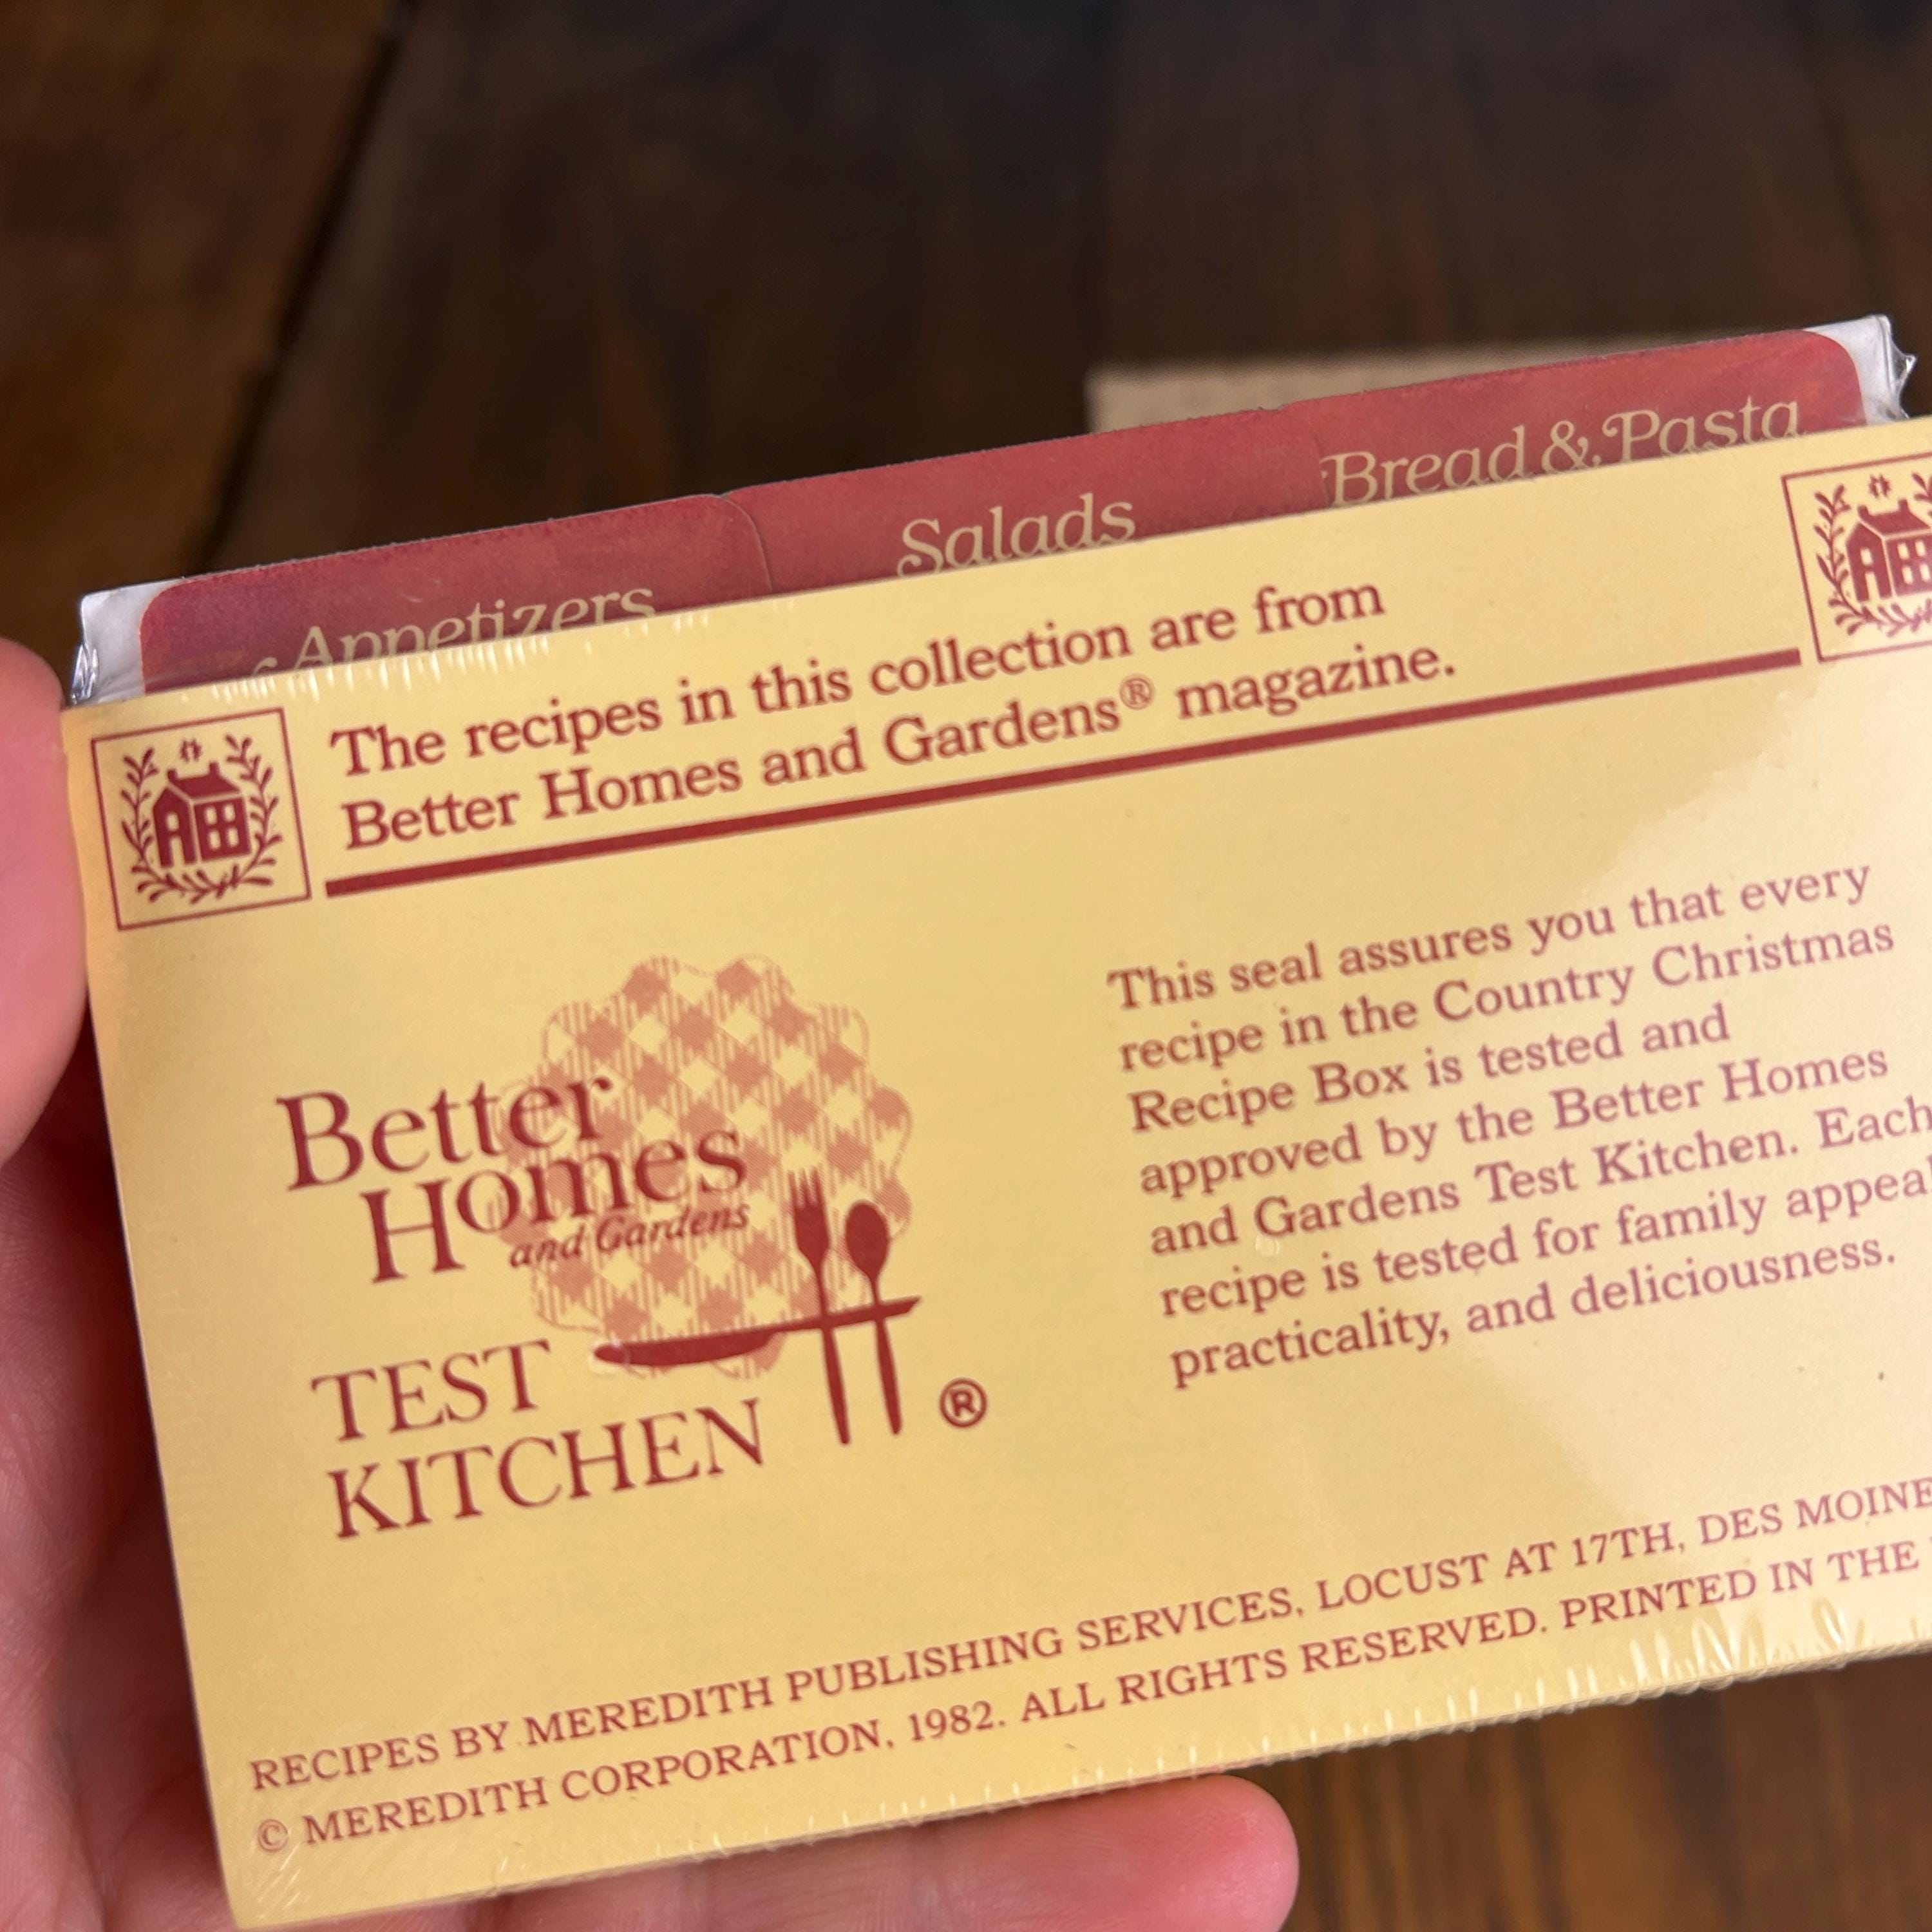 Appetizers
Salads
Bread & Pasta
The recipes in this collection are from
Better Homes and Gardens® magazine.
Better
Homes
and Gardens
TEST
KITCHEN
®
This seal assures you that every
recipe in the Country Christmas
Recipe Box is tested and
approved by the Better Homes
and Gardens Test Kitchen. Each
recipe is tested for family appeal
practicality, and deliciousness.
RECIPES BY MEREDITH PUBLISHING SERVICES, LOCUST AT 17TH, DES MOINE
© MEREDITH CORPORATION, 1982. ALL RIGHTS RESERVED. PRINTED IN THE